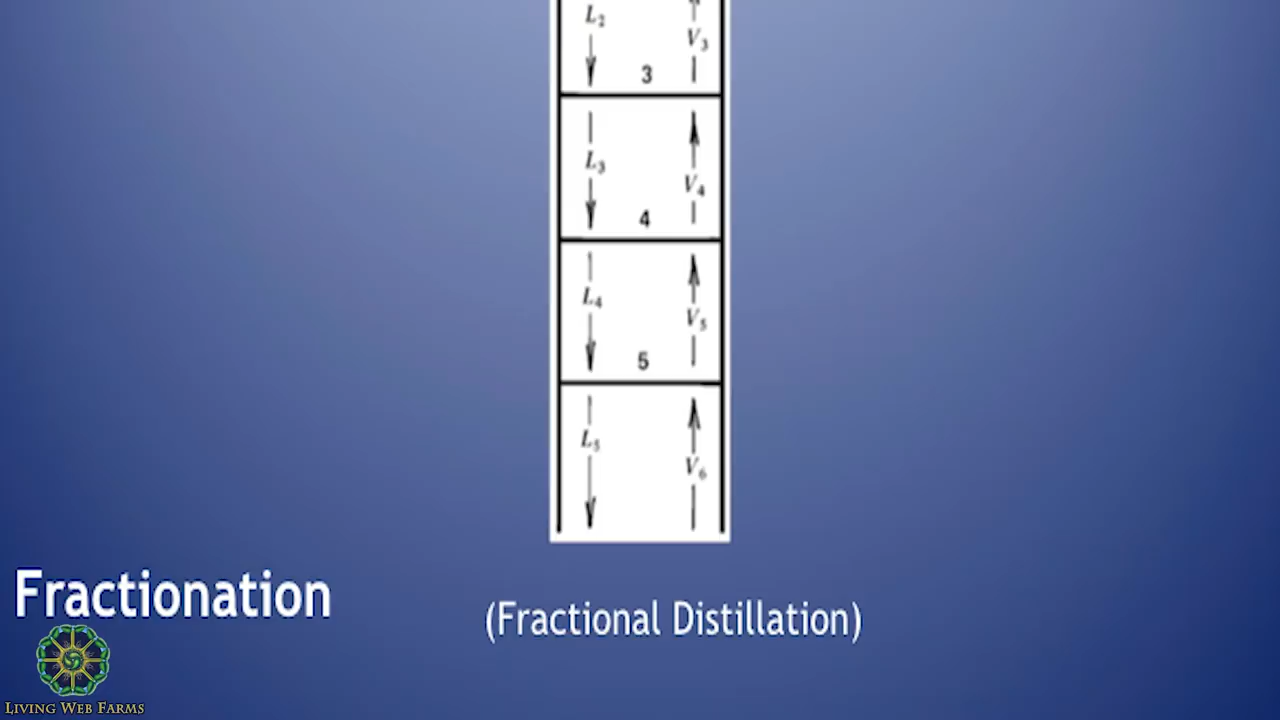 L2
V3
3
L3
V4
4
L4
V5
5
L5
V6
Fractionation
(Fractional Distillation)
LIVING WEB FARMS